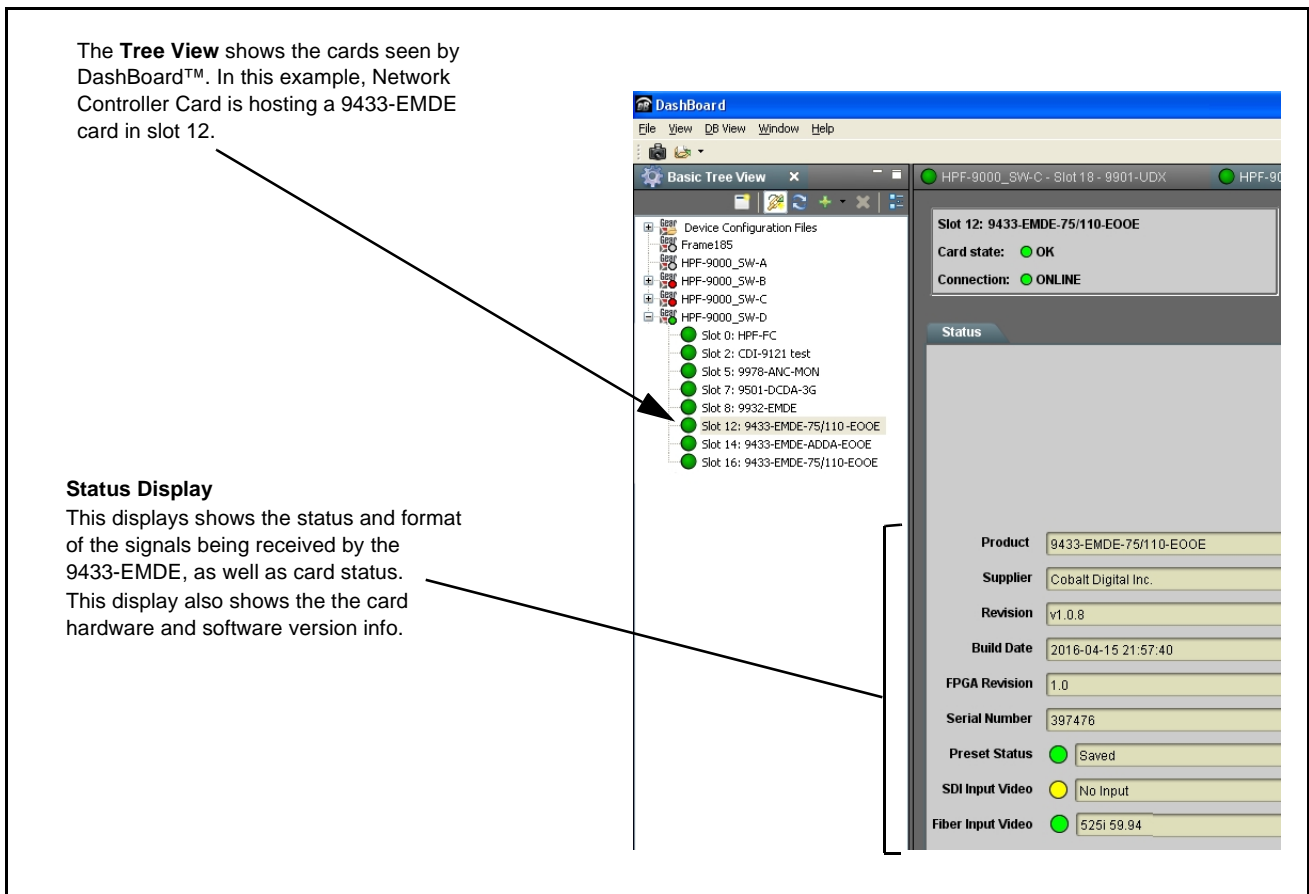 The Tree View shows the cards seen by
DashBoard™. In this example, Network
Controller Card is hosting a 9433-EMDE
card in slot 12.
DashBoard
File View DB View Window Help
Basic Tree View X
Gear Device Configuration Files
Gear Frame185
Gear HPF-9000_SW-A
Gear HPF-9000_SW-B
Gear HPF-9000_SW-C
Gear HPF-9000_SW-D
Slot 0: HPF-FC
Slot 2: CDI-9121 test
Slot 5: 9978-ANC-MON
Slot 7: 9501-DCDA-3G
Slot 8: 9932-EMDE
Slot 12: 9433-EMDE-75/110-EOOE
Slot 14: 9433-EMDE-ADDA-EOOE
Slot 16: 9433-EMDE-75/110-EOOE
HPF-9000_SW-C - Slot 18 - 9901-UDX HPF-90
Slot 12: 9433-EMDE-75/110-EOOE
Card state: OK
Connection: ONLINE
Status
Status Display
This displays shows the status and format
of the signals being received by the
9433-EMDE, as well as card status.
This display also shows the the card
hardware and software version info.
Product 9433-EMDE-75/110-EOOE
Supplier Cobalt Digital Inc.
Revision v1.0.8
Build Date 2016-04-15 21:57:40
FPGA Revision 1.0
Serial Number 397476
Preset Status Saved
SDI Input Video No Input
Fiber Input Video 525i 59.94